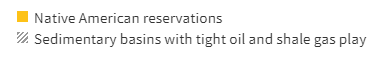 Native American reservations
Sedimentary basins with tight oil and shale gas play